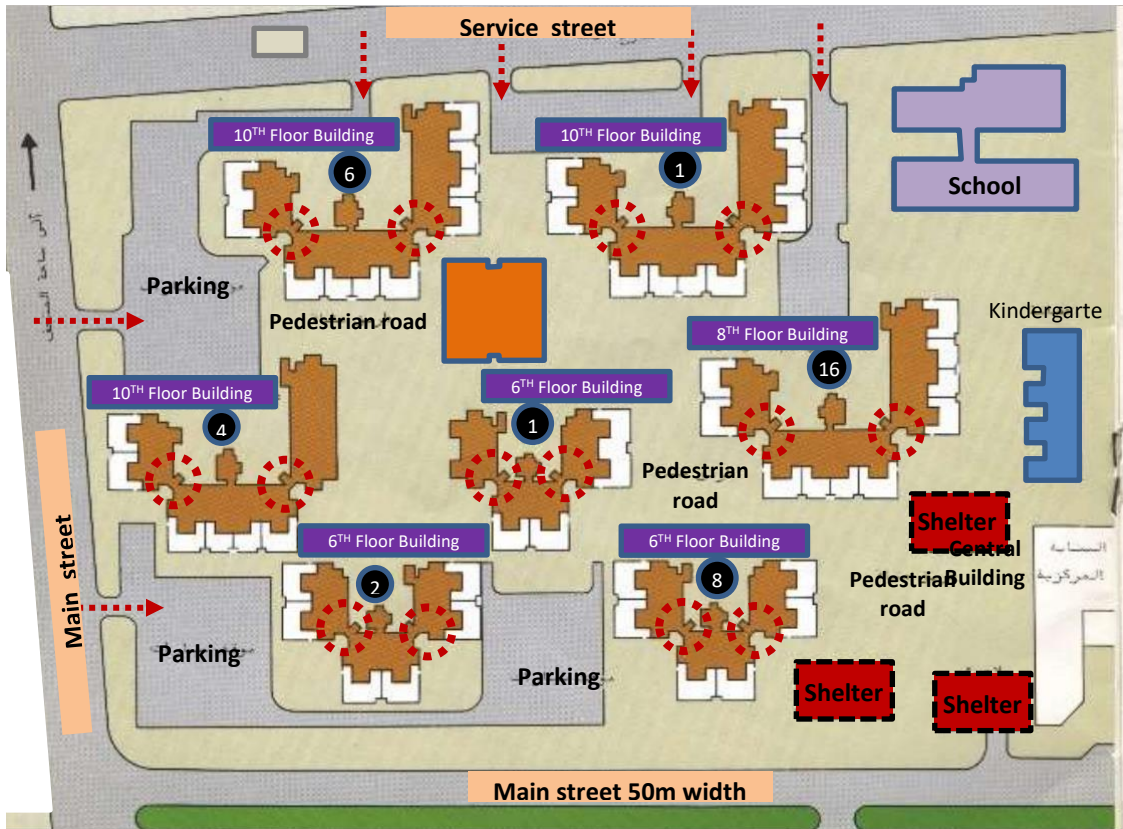 Service street
10TH Floor Building
10TH Floor Building
6
1
School
Parking
Pedestrian road
8TH Floor Building
Kindergarte
16
10TH Floor Building
6TH Floor Building
4
1
Pedestrian
road
Shelter
Central
Building
6TH Floor Building
6TH Floor Building
2
8
Pedestrian
road
Main street
Parking
Parking
Shelter
Shelter
Main street 50m width
المركزية